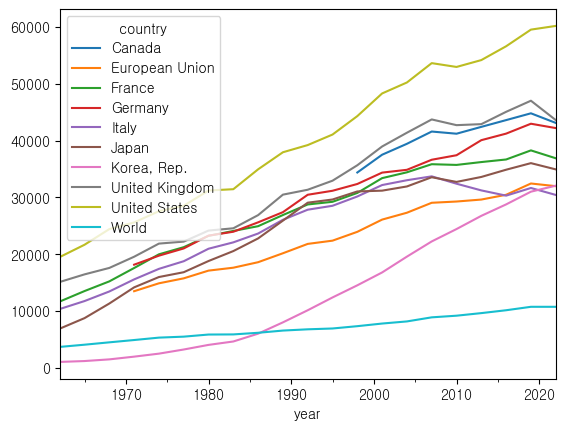 60000
50000
40000
30000
20000
10000
0
country
Canada
European Union
France
Germany
Italy
Japan
Korea, Rep.
United Kingdom
United States
World
1970 1980 1990 2000 2010 2020
year